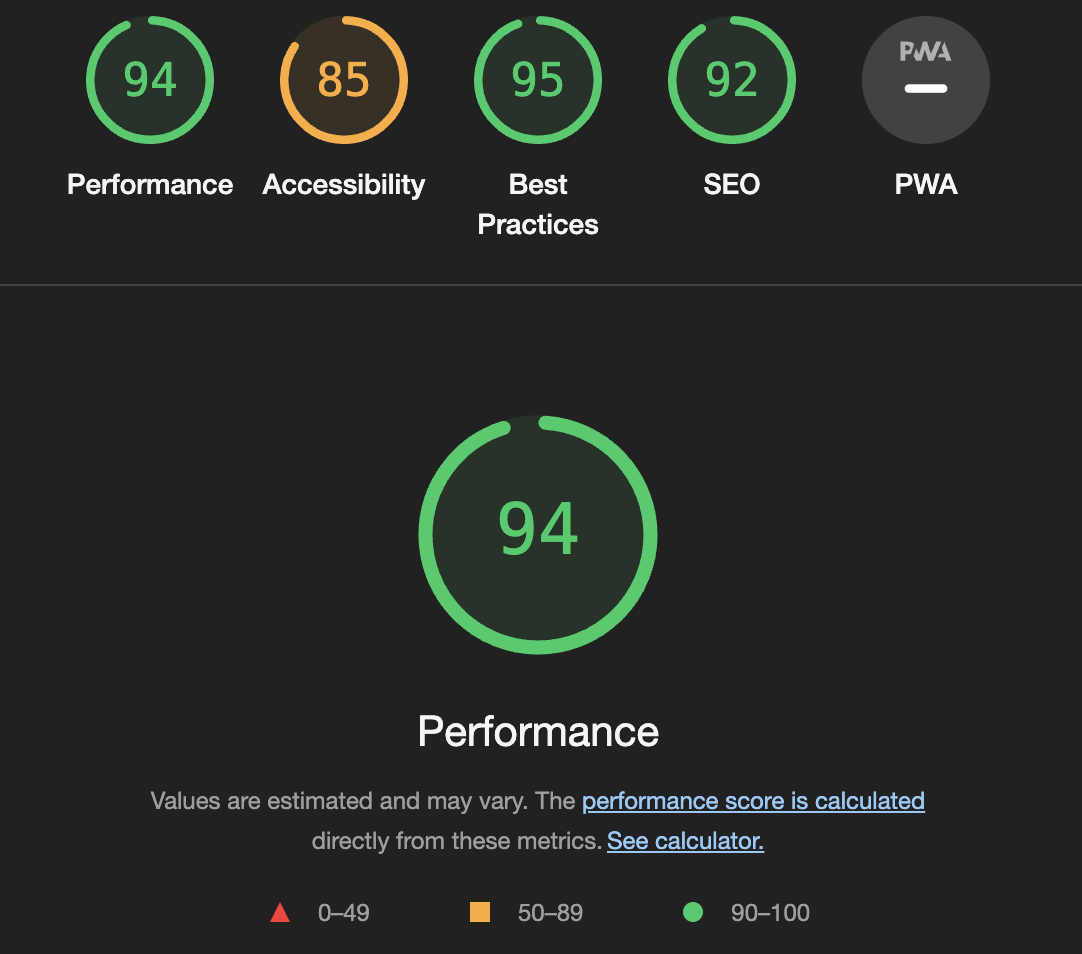 94
85
95
92
PWA
Performance
Accessibility
Best
Practices
SEO
PWA
94
Performance
Values are estimated and may vary. The performance score is calculated
directly from these metrics. See calculator.
0–49
50–89
90–100